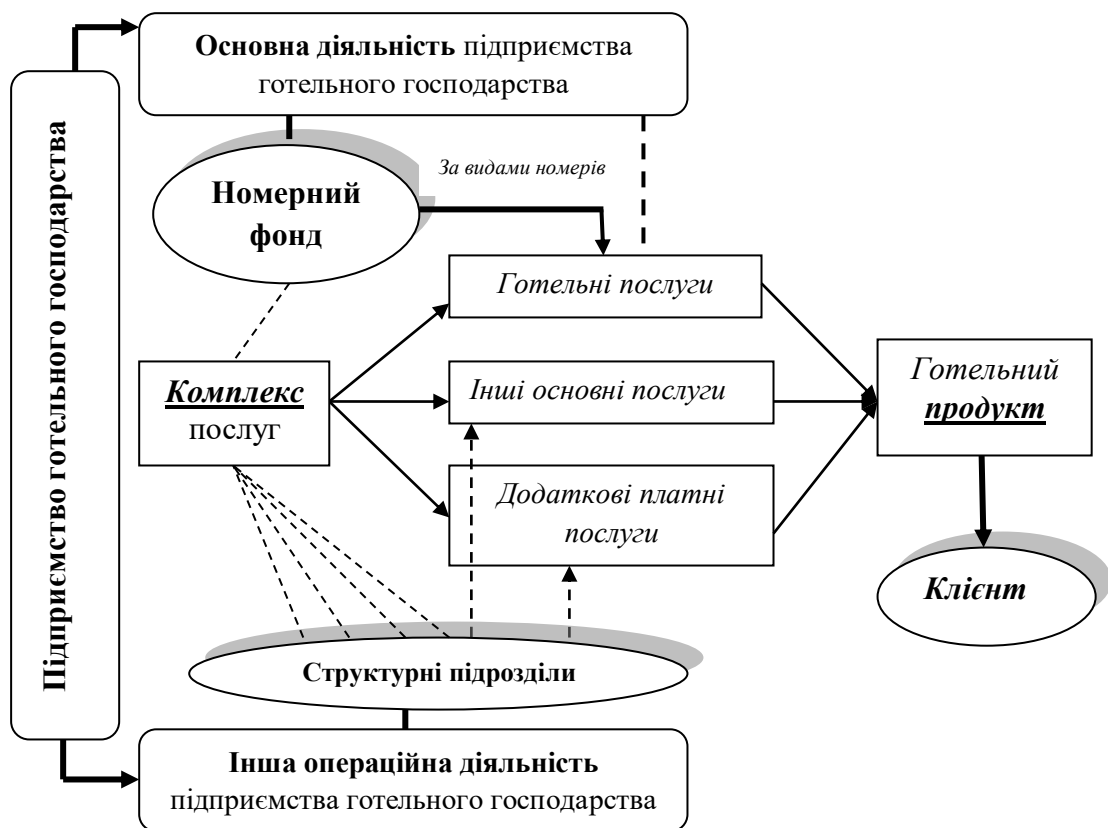 Підприємство готельного господарства
Основна діяльність підприємства
готельного господарства
Номерний
фонд
За видами номерів
Готельні послуги
Комплекс
послуг
Інші основні послуги
Готельний
продукт
Додаткові платні
послуги
Клієнт
Структурні підрозділи
Інша операційна діяльність
підприємства готельного господарства